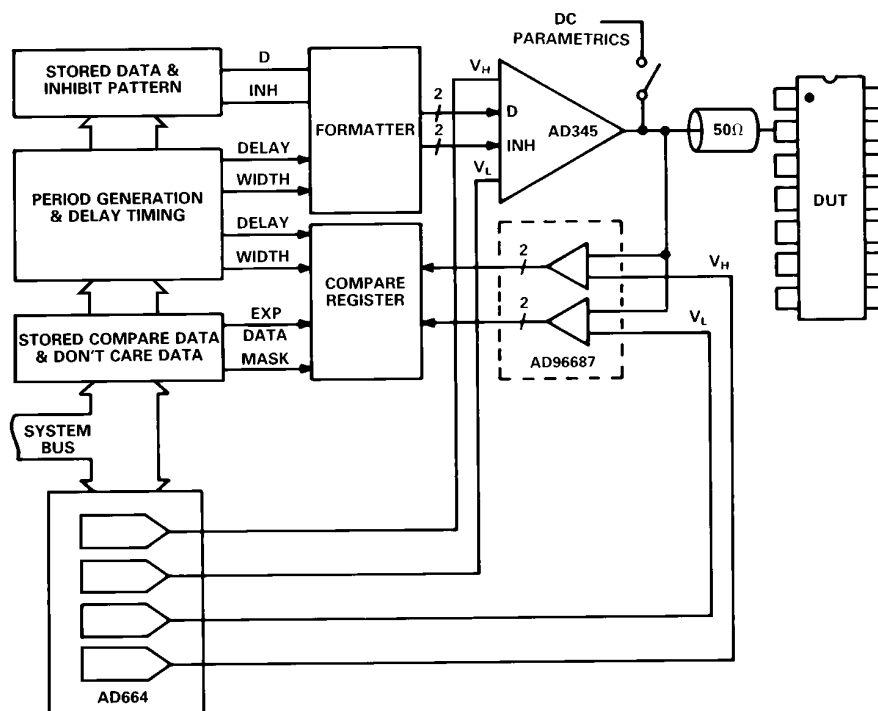 DC
PARAMETRICS
STORED DATA &
INHIBIT PATTERN
D
INH
FORMATTER
2
2
V_H
D
AD345
INH
V_L
50Ω
DUT
PERIOD GENERATION
& DELAY TIMING
DELAY
WIDTH
DELAY
WIDTH
COMPARE
REGISTER
2
2
V_H
V_L
AD96687
STORED COMPARE DATA
& DON'T CARE DATA
EXP
DATA
MASK
SYSTEM
BUS
AD664